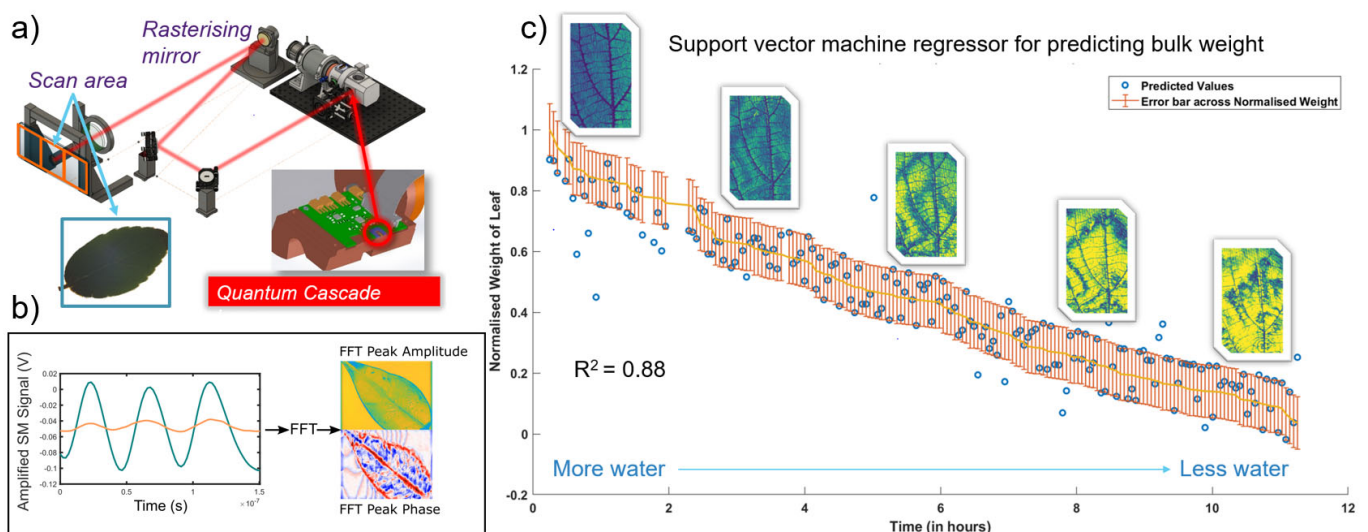 a)
Rasterising
mirror
Scan area
Quantum Cascade
b)
Amplified SM Signal (V)
0.02
0
-0.02
-0.04
-0.06
-0.08
-0.1
-0.12
0
0.5
1
1.5
×10⁻⁷
Time (s)
FFT
FFT Peak Amplitude
FFT Peak Phase
c)
Support vector machine regressor for predicting bulk weight
Predicted Values
Error bar across Normalised Weight
Normalised Weight of Leaf
1.2
1
0.8
0.6
0.4
0.2
0
-0.2
R² = 0.88
More water
Less water
0
2
4
6
8
10
12
Time (in hours)